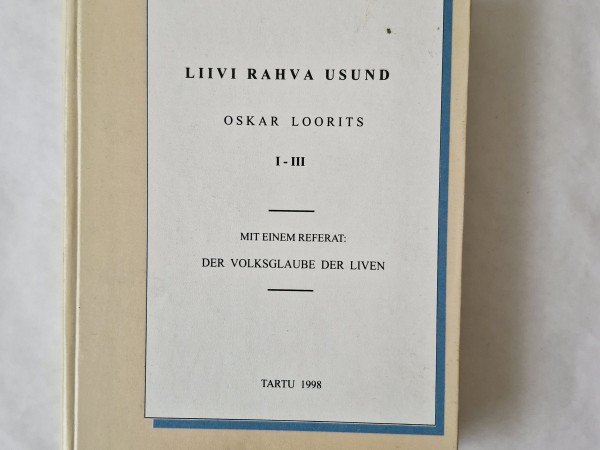 LIIVI RAHVA USUND
OSKAR LOORITS
I - III
MIT EINEM REFERAT:
DER VOLKSGLAUBE DER LIVEN
TARTU 1998